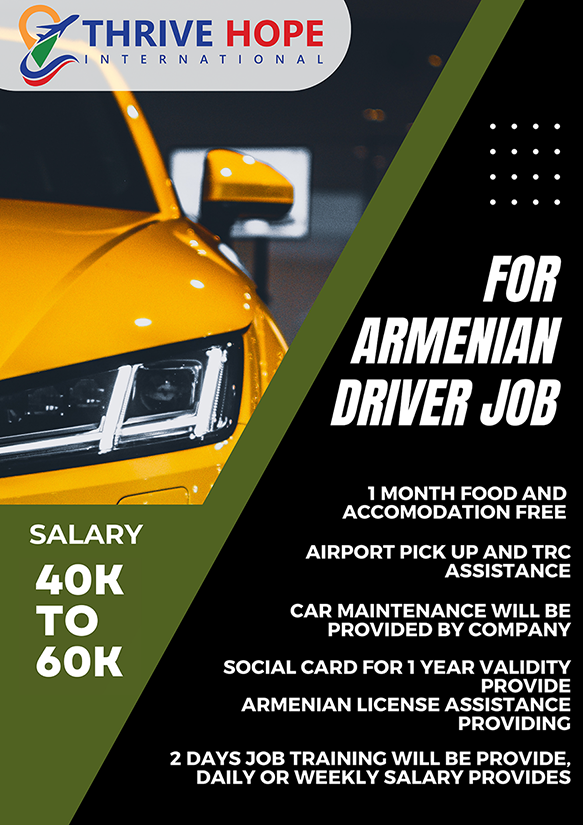 THRIVE HOPE
INTERNATIONAL
FOR
ARMENIAN
DRIVER JOB
1 MONTH FOOD AND
ACCOMODATION FREE
AIRPORT PICK UP AND TRC
ASSISTANCE
CAR MAINTENANCE WILL BE
PROVIDED BY COMPANY
SOCIAL CARD FOR 1 YEAR VALIDITY
PROVIDE
ARMENIAN LICENSE ASSISTANCE
PROVIDING
2 DAYS JOB TRAINING WILL BE PROVIDE,
DAILY OR WEEKLY SALARY PROVIDES
SALARY
40K
TO
60K